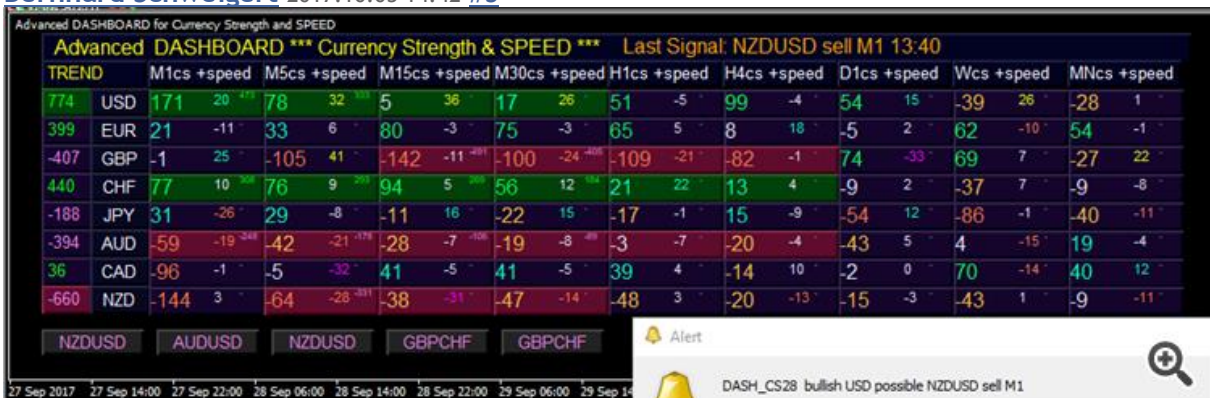 Advanced DASHBOARD for Currency Strength and SPEED
Advanced DASHBOARD *** Currency Strength & SPEED *** Last Signal: NZDUSD sell M1 13:40
TREND M1cs +speed M5cs +speed M15cs +speed M30cs +speed H1cs +speed H4cs +speed D1cs +speed Wcs +speed MNcs +speed
774 USD 171 20 78 32 5 36 17 26 51 -5 99 -4 54 15 -39 26 -28 1
399 EUR 21 -11 33 6 80 -3 75 -3 65 5 8 18 -5 2 62 -10 54 -1
-407 GBP -1 25 -105 41 -142 -11 -100 -24 -109 -21 -82 -1 74 -33 69 7 -27 22
440 CHF 77 10 76 9 94 5 56 12 21 22 13 4 -9 2 -37 7 -9 -8
-188 JPY 31 -26 29 -8 -11 16 -22 15 -17 -1 15 -9 -54 12 -86 -1 -40 -11
-394 AUD -59 -19 -42 -21 -28 -7 -19 -8 -3 -7 -20 -4 -43 5 4 -15 19 -4
36 CAD -96 -1 -5 -32 41 -5 41 -5 39 4 -14 10 -2 0 70 -14 40 12
-660 NZD -144 3 -64 -28 -38 -31 -47 -14 -48 3 -20 -13 -15 -3 -43 1 -9 -11
NZDUSD AUDUSD NZDUSD GBPCHF GBPCHF
Alert
DASH_CS28 bullish USD possible NZDUSD sell M1
27 Sep 2017 27 Sep 14:00 27 Sep 22:00 28 Sep 06:00 28 Sep 14:00 28 Sep 22:00 29 Sep 06:00 29 Sep 14